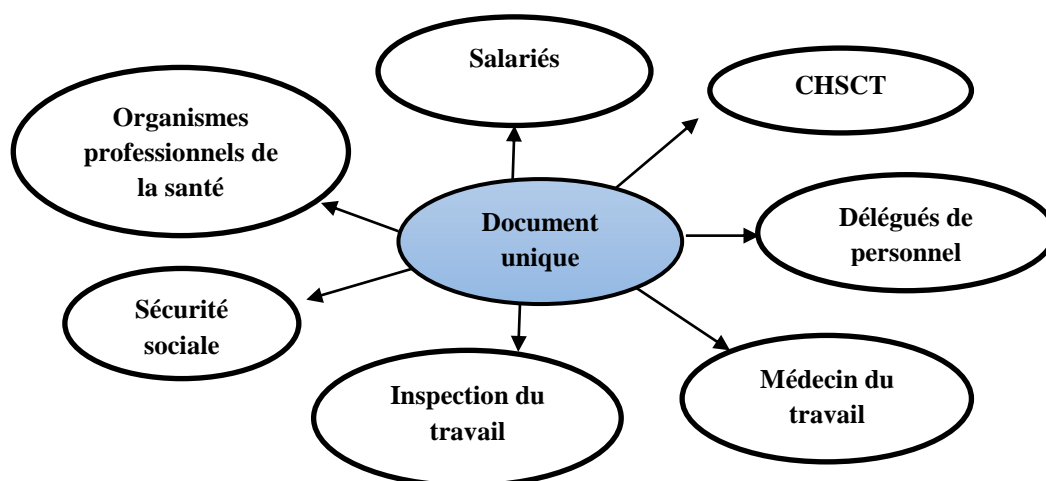 Salariés
CHSCT
Organismes
professionnels de
la santé
Document
unique
Délégués de
personnel
Sécurité
sociale
Inspection du
travail
Médecin du
travail